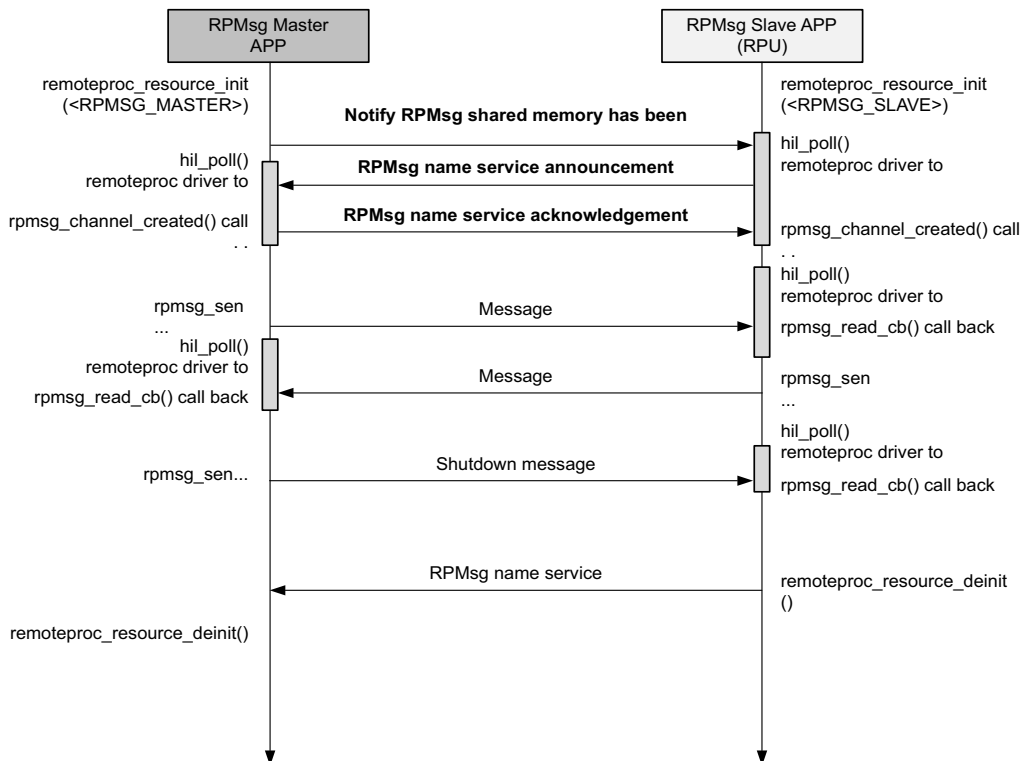 RPMsg Master
APP
RPMsg Slave APP
(RPU)
remoteproc_resource_init
(<RPMSG_MASTER>)
remoteproc_resource_init
(<RPMSG_SLAVE>)
Notify RPMsg shared memory has been
hil_poll()
remoteproc driver to
hil_poll()
remoteproc driver to
RPMsg name service announcement
RPMsg name service acknowledgement
rpmsg_channel_created() call
. .
rpmsg_channel_created() call
. .
hil_poll()
remoteproc driver to
rpmsg_sen
...
Message
rpmsg_read_cb() call back
hil_poll()
remoteproc driver to
rpmsg_read_cb() call back
Message
rpmsg_sen
...
hil_poll()
remoteproc driver to
rpmsg_sen...
Shutdown message
rpmsg_read_cb() call back
RPMsg name service
remoteproc_resource_deinit
()
remoteproc_resource_deinit()